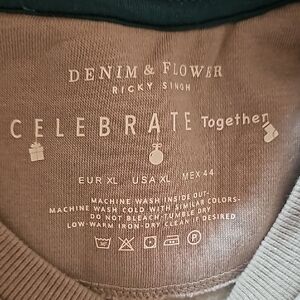 DENIM & FLOWER
RICKY SINGH
CELEBRATE Together
EUR XL USA XL MEX 44
MACHINE WASH INSIDE OUT-
MACHINE WASH COLD WITH SIMILAR COLORS-
DO NOT BLEACH-TUMBLE DRY
LOW-WARM IRON-DRY CLEAN IF DESIRED